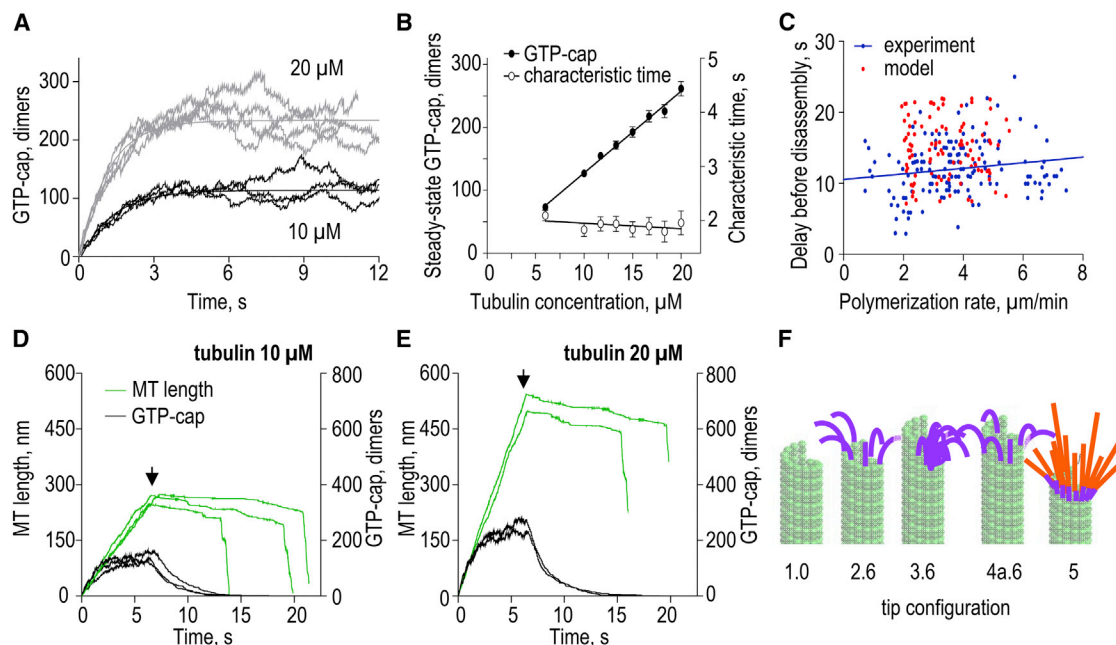 A
GTP-cap, dimers
300
200
100
0
20 µM
10 µM
0 3 6 9 12
Time, s
B
Steady-state GTP-cap, dimers
300
200
100
0
GTP-cap
characteristic time
5
4
3
2
Characteristic time, s
0 5 10 15 20
Tubulin concentration, µM
C
Delay before disassembly, s
30
20
10
0
experiment
model
0 2 4 6 8
Polymerization rate, µm/min
D
tubulin 10 µM
MT length, nm
600
450
300
150
0
MT length
GTP-cap
800
600
400
200
0
GTP-cap, dimers
0 5 10 15 20
Time, s
E
tubulin 20 µM
MT length, nm
600
450
300
150
0
800
600
400
200
0
GTP-cap, dimers
0 5 10 15 20
Time, s
F
1.0 2.6 3.6 4a.6 5
tip configuration